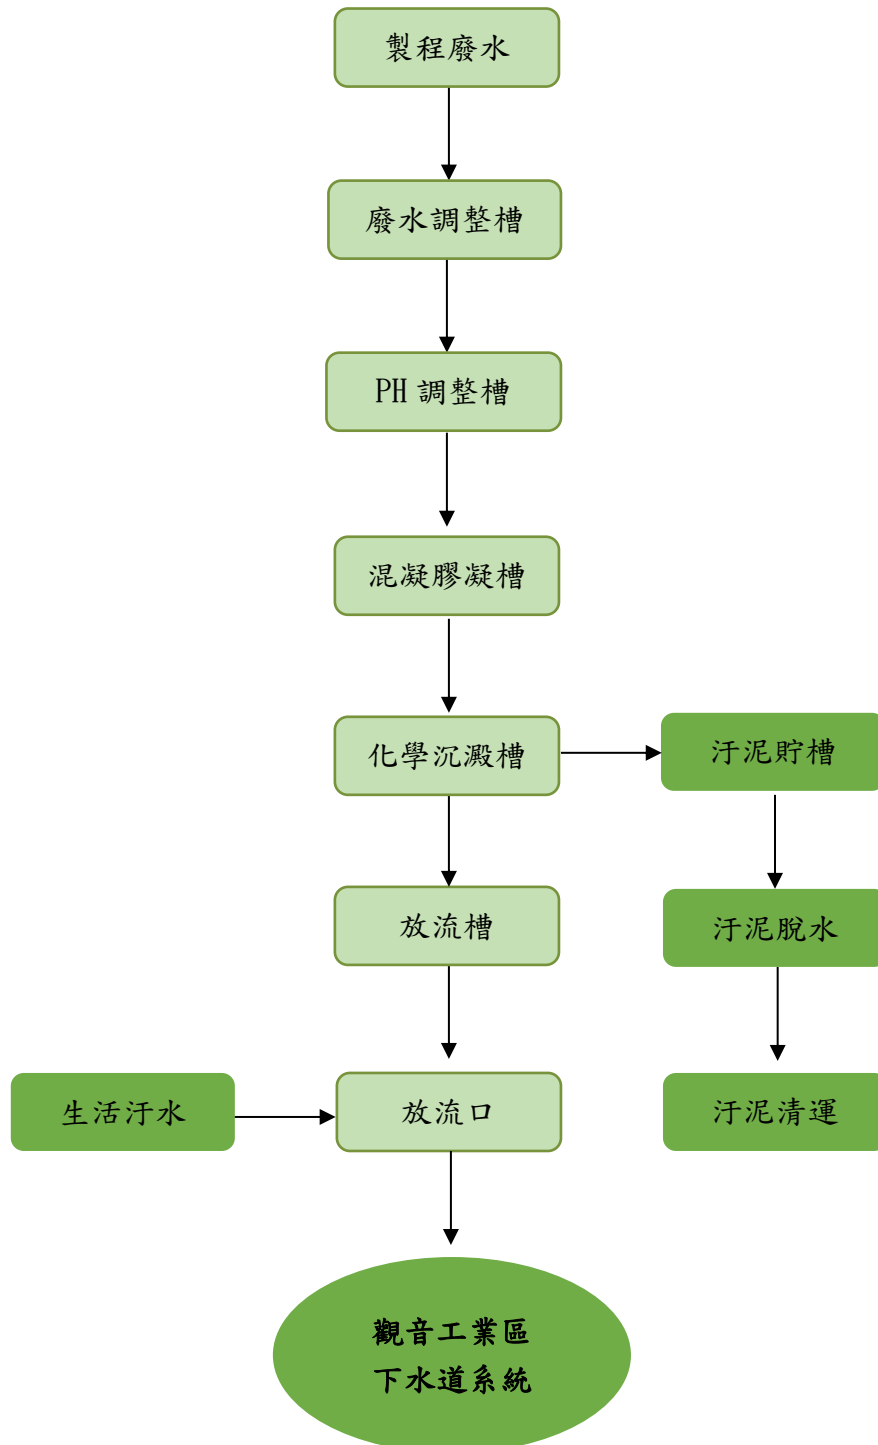 製程廢水
廢水調整槽
PH 調整槽
混凝膠凝槽
化學沉澱槽
汙泥貯槽
放流槽
汙泥脫水
生活汙水
放流口
汙泥清運
觀音工業區
下水道系統